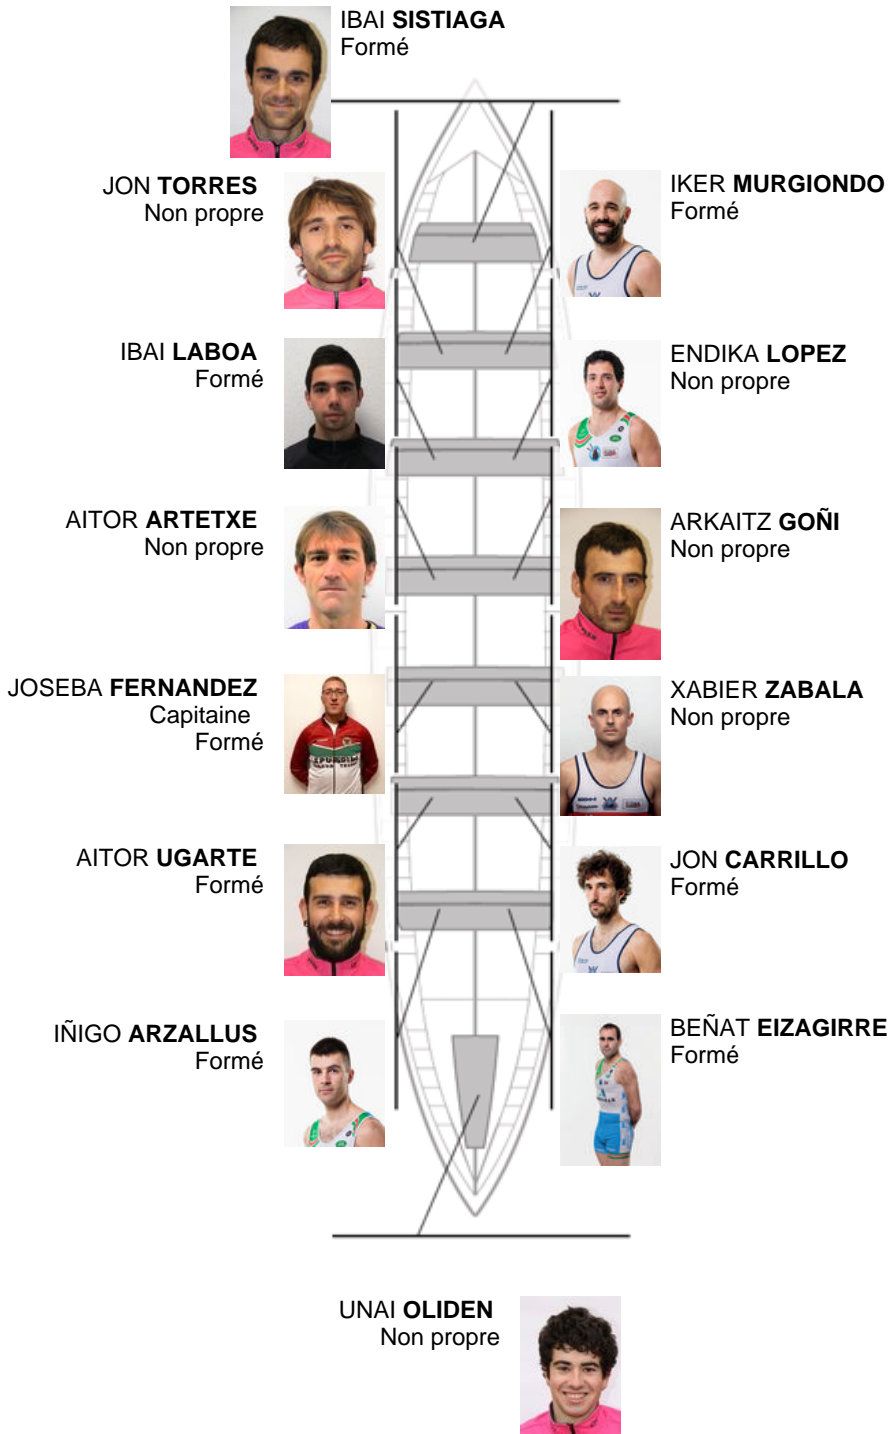 IBAI SISTIAGA
Formé
JON TORRES
Non propre
IKER MURGIONDO
Formé
IBAI LABOA
Formé
ENDIKA LOPEZ
Non propre
AITOR ARTETXE
Non propre
ARKAITZ GOÑI
Non propre
JOSEBA FERNANDEZ
Capitaine
Formé
XABIER ZABALA
Non propre
AITOR UGARTE
Formé
JON CARRILLO
Formé
IÑIGO ARZALLUS
Formé
BEÑAT EIZAGIRRE
Formé
UNAI OLIDEN
Non propre